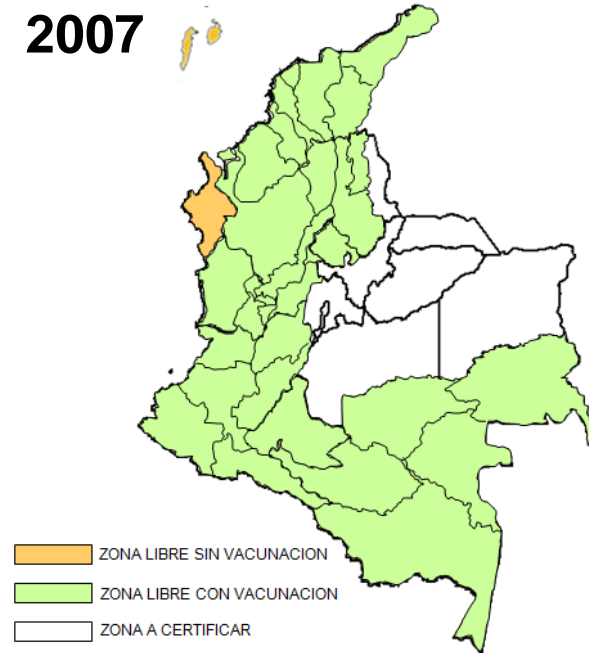 2007
ZONA LIBRE SIN VACUNACION
ZONA LIBRE CON VACUNACION
ZONA A CERTIFICAR